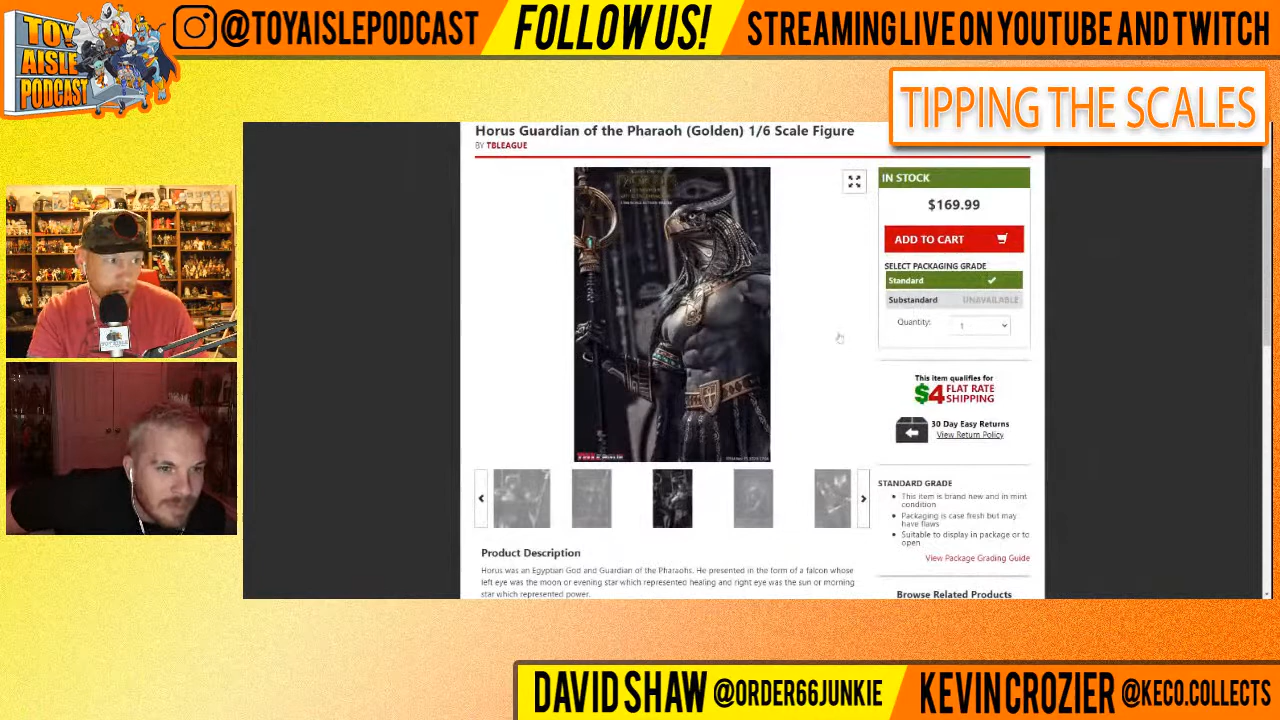 TOY
AISLE
PODCAST
@TOYAISLEPODCAST
FOLLOW US!
STREAMING LIVE ON YOUTUBE AND TWITCH
TIPPING THE SCALES
Horus Guardian of the Pharaoh (Golden) 1/6 Scale Figure
BY TBLEAGUE
IN STOCK
$169.99
ADD TO CART
SELECT PACKAGING GRADE
Standard
Substandard UNAVAILABLE
Quantity: 1
This item qualifies for
$4 FLAT RATE
SHIPPING
30 Day Easy Returns
View Return Policy
STANDARD GRADE
This item is brand new and in mint
condition
Packaging is case fresh but may
have flaws
Suitable to display in package or to
open
View Package Grading Guide
Browse Related Products
Product Description
Horus was an Egyptian God and Guardian of the Pharaohs. He presented in the form of a falcon whose
left eye was the moon or evening star which represented healing and right eye was the sun or morning
star which represented power.
DAVID SHAW @ORDER66JUNKIE
KEVIN CROZIER @KECO.COLLECTS